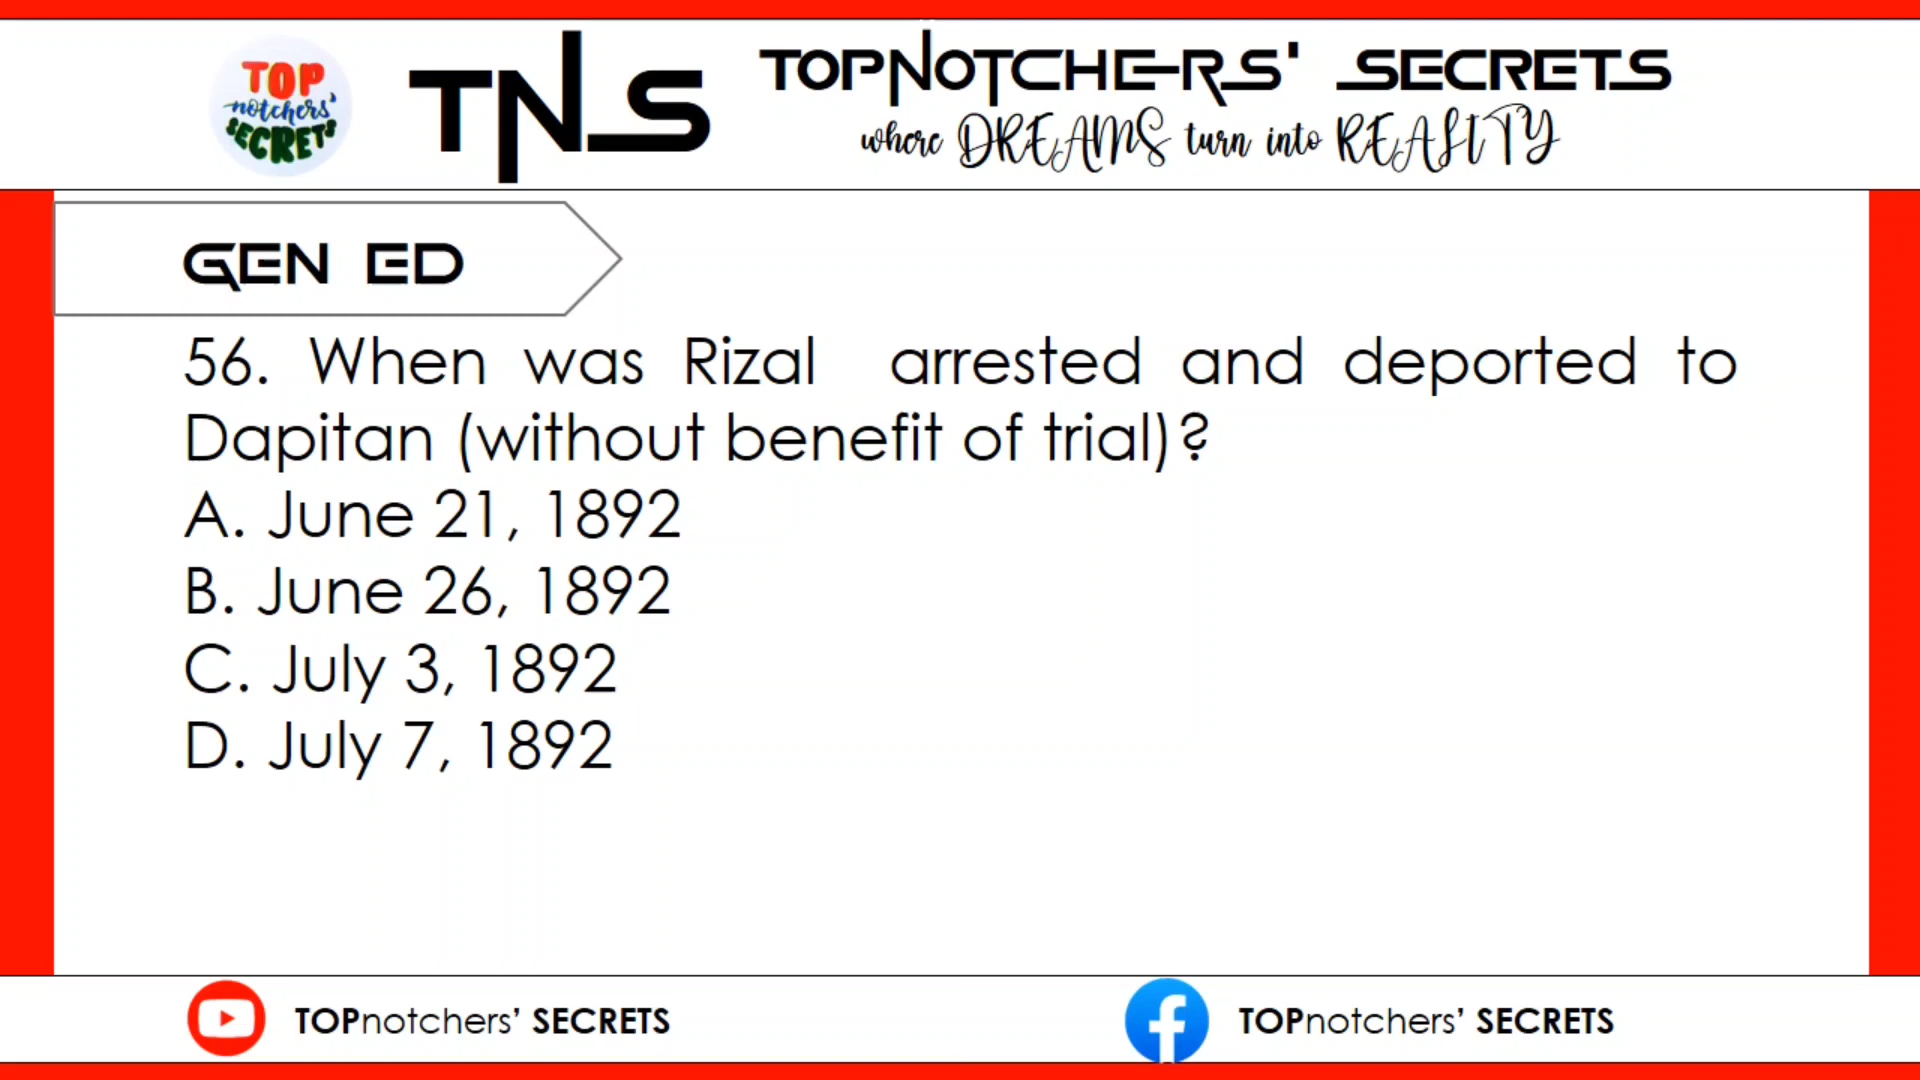 TOP
notchers'
SECRETS
TNS
TOPNOTCHERS' SECRETS
where DREAMS turn into REALITY
GEN ED
56. When was Rizal arrested and deported to
Dapitan (without benefit of trial)?
A. June 21, 1892
B. June 26, 1892
C. July 3, 1892
D. July 7, 1892
TOPnotchers’ SECRETS
TOPnotchers’ SECRETS